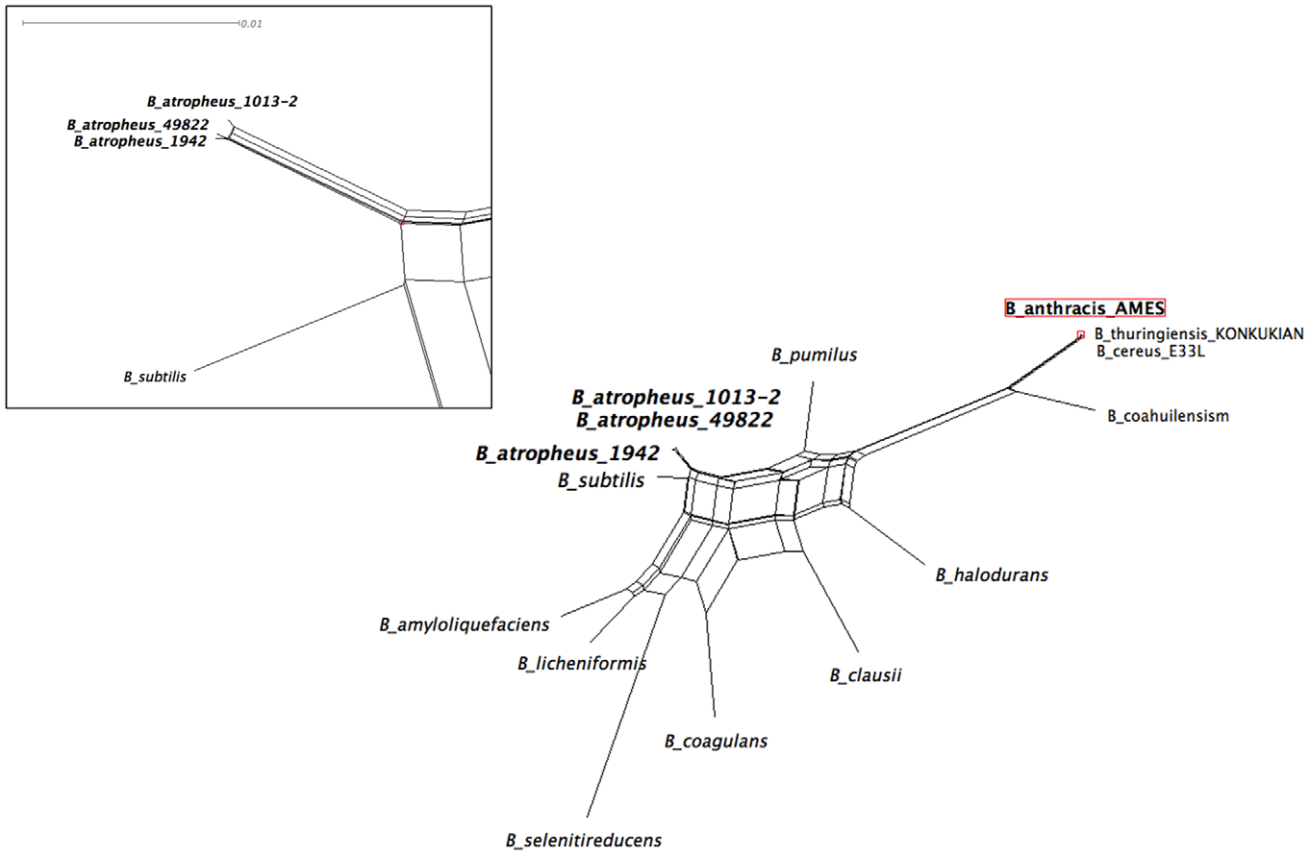 0.01
B_atropheus_1013-2
B_atropheus_49822
B_atropheus_1942
B_subtilis
B_anthracis_AMES
B_thuringiensis_KONKUKIAN
B_cereus_E33L
B_pumilus
B_atropheus_1013-2
B_atropheus_49822
B_coahuilensism
B_atropheus_1942
B_subtilis
B_halodurans
B_amyloliquefaciens
B_licheniformis
B_clausii
B_coagulans
B_selenitireducens